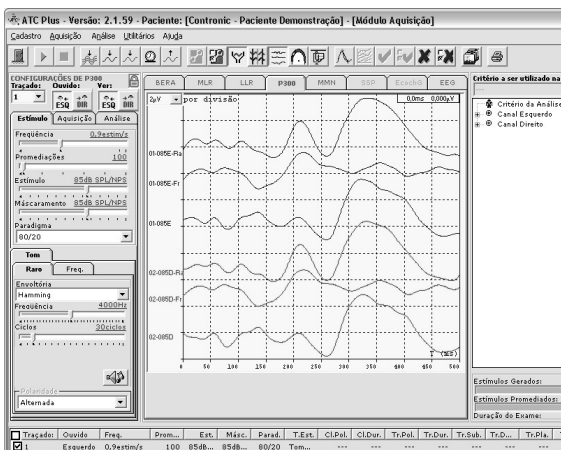 ATC Plus - Versão: 2.1.59 - Paciente: [Contronic - Paciente Demonstração] - [Módulo Aquisição]
Cadastro Aquisição Análise Utilitários Ajuda
CONFIGURAÇÕES DE P300
Traçado: Ouvido: Ver:
1 ESQ DIR ESQ DIR
Estímulo Aquisição Análise
Freqüência 0,9estim/s
Promediações 100
Estímulo 85dB SPL/NPS
Máscaramento 85dB SPL/NPS
Paradigma
80/20
Tom
Raro Freq.
Envoltória
Hamming
Freqüência 4000Hz
Ciclos 30ciclos
Polaridade
Alternada
BERA MLR LLR P300 MMN SSP EcochG EEG
2µV por divisão 0,0ms 0,000µV
01-085E-Ra
01-085E-Fr
01-085E
02-085D-Ra
02-085D-Fr
02-085D
T (ms)
0 50 100 150 200 250 300 350 400 450 500
Critério a ser utilizado na
Critério da Análise
Canal Esquerdo
Canal Direito
Estímulos Gerados:
Estímulos Promediados:
Duração do Exame:
Traçado: Ouvido Freq. Prom... Est. Másc. Parad. T.Est. Cl.Pol. Cl.Dur. Tr.Pol. Tr.Dur. Tr.Sub. Tr.D... Tr.Pla.
1 Esquerdo 0,9estim/s 100 85dB... 85dB... 80/20 Tom... --- --- --- --- --- --- ---